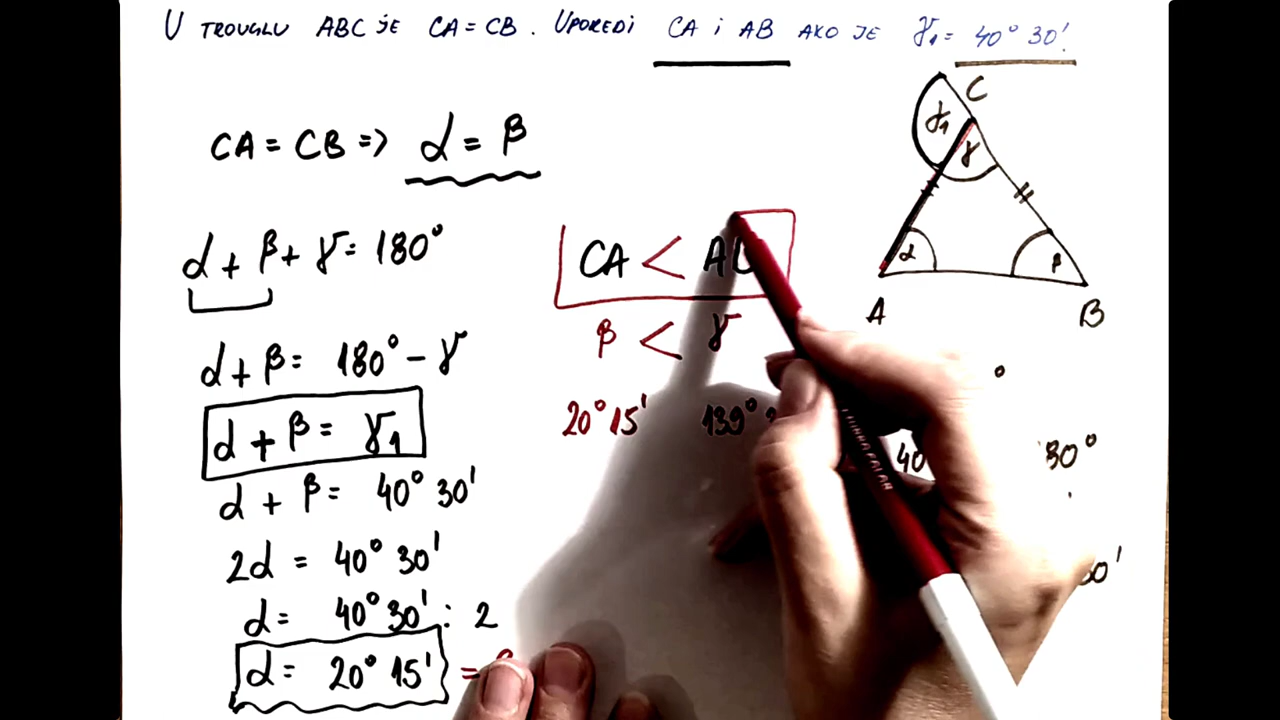 U TROUGLU ABC JE CA = CB. UPOREDI CA I AB AKO JE γ₁ = 40° 30'.
CA = CB => α = β
α + β + γ = 180°
α + β = 180° - γ
α + β = γ₁
α + β = 40° 30'
2α = 40° 30'
α = 40° 30' : 2
α = 20° 15' =
CA <
β < γ
20° 15' 139°
C
γ₁
γ
α
β
A
B